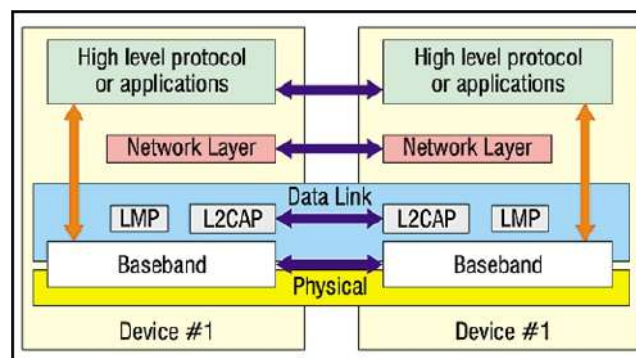 High level protocol
or applications
High level protocol
or applications
Network Layer
Network Layer
Data Link
LMP
L2CAP
L2CAP
LMP
Baseband
Baseband
Physical
Device #1
Device #1